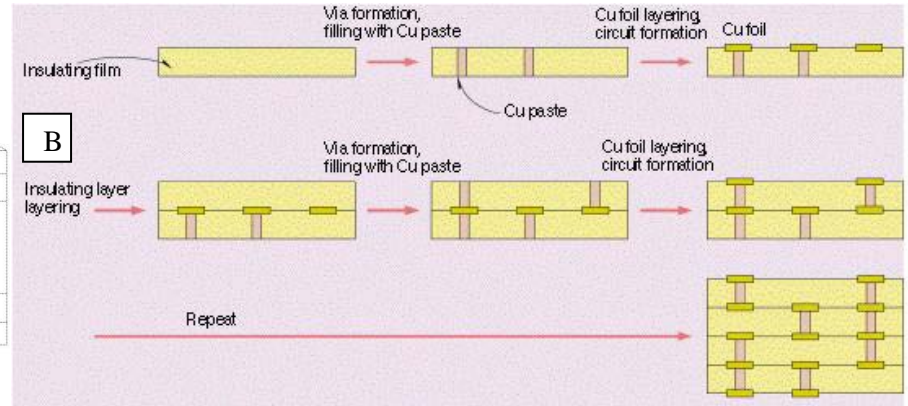 Via formation,
filling with Cu paste
Cu foil layering,
circuit formation
Cu foil
Insulating film
Cu paste
B
Via formation,
filling with Cu paste
Cu foil layering,
circuit formation
Insulating layer
layering
Repeat